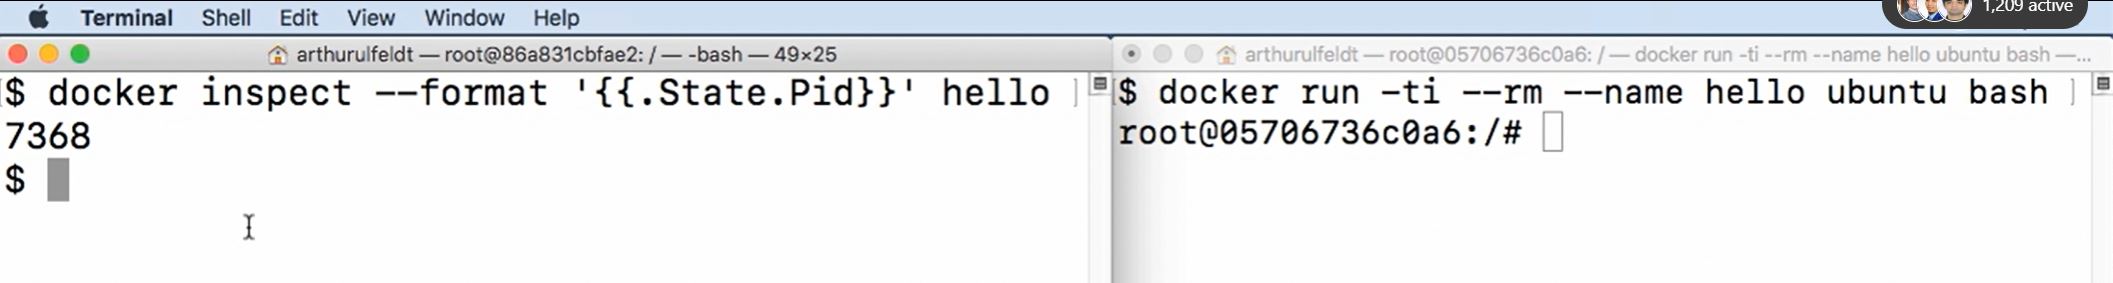 Terminal Shell Edit View Window Help
1,209 active
arthurulfeldt — root@86a831cbfae2: / — -bash — 49×25
$ docker inspect --format '{{.State.Pid}}' hello
7368
$
arthurulfeldt — root@05706736c0a6: / — docker run -ti --rm --name hello ubuntu bash —...
$ docker run -ti --rm --name hello ubuntu bash
root@05706736c0a6:/#